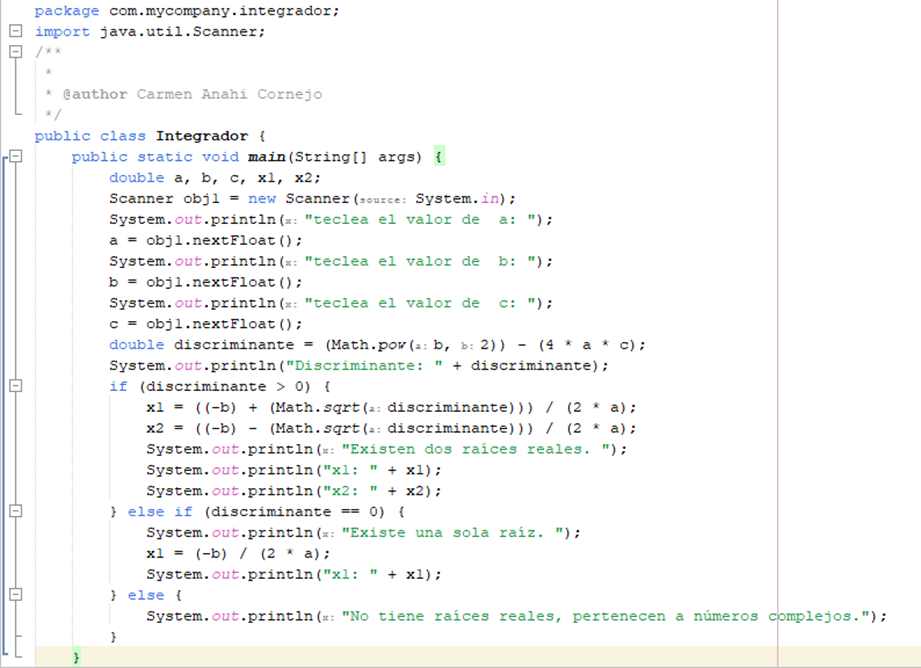 package com.mycompany.integrador;
import java.util.Scanner;
/**
 *
 * @author Carmen Anahi Cornejo
 */
public class Integrador {
    public static void main(String[] args) {
        double a, b, c, x1, x2;
        Scanner obj1 = new Scanner(source: System.in);
        System.out.println(x: "teclea el valor de  a: ");
        a = obj1.nextFloat();
        System.out.println(x: "teclea el valor de  b: ");
        b = obj1.nextFloat();
        System.out.println(x: "teclea el valor de  c: ");
        c = obj1.nextFloat();
        double discriminante = (Math.pow(a: b, b: 2)) - (4 * a * c);
        System.out.println("Discriminante: " + discriminante);
        if (discriminante > 0) {
            x1 = ((-b) + (Math.sqrt(a: discriminante))) / (2 * a);
            x2 = ((-b) - (Math.sqrt(a: discriminante))) / (2 * a);
            System.out.println(x: "Existen dos raíces reales. ");
            System.out.println("x1: " + x1);
            System.out.println("x2: " + x2);
        } else if (discriminante == 0) {
            System.out.println(x: "Existe una sola raíz. ");
            x1 = (-b) / (2 * a);
            System.out.println("x1: " + x1);
        } else {
            System.out.println(x: "No tiene raíces reales, pertenecen a números complejos.");
        }
    }